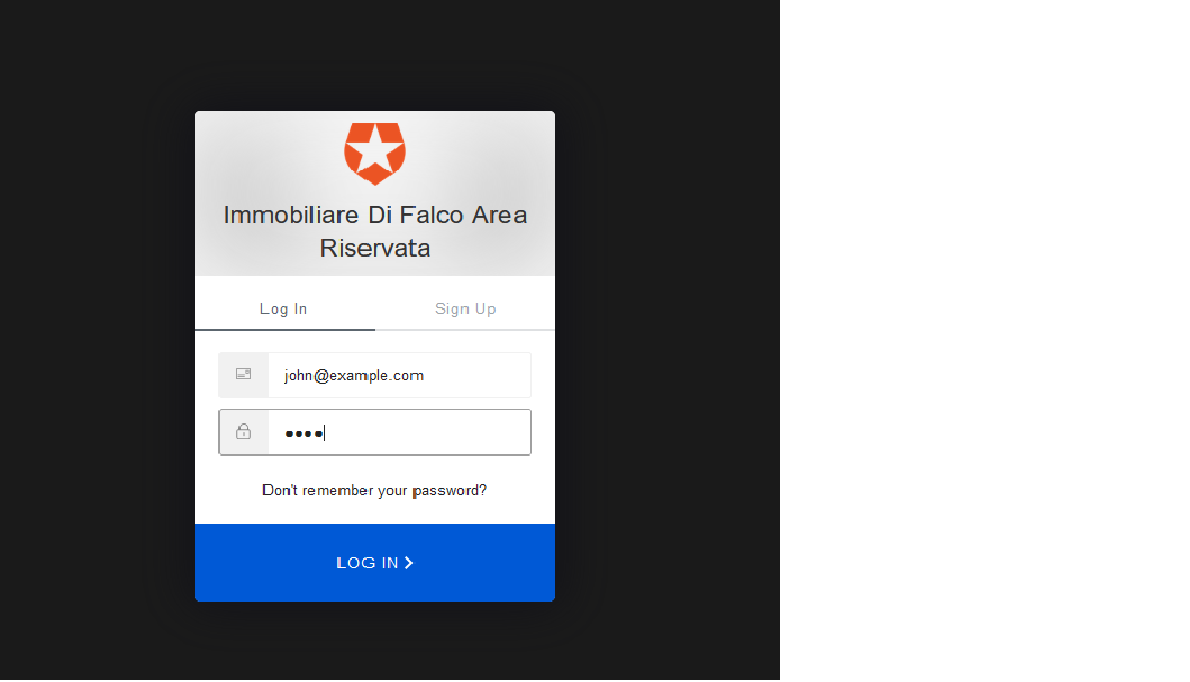 Immobiliare Di Falco Area
Riservata
Log In
Sign Up
john@example.com
••••
Don't remember your password?
LOG IN